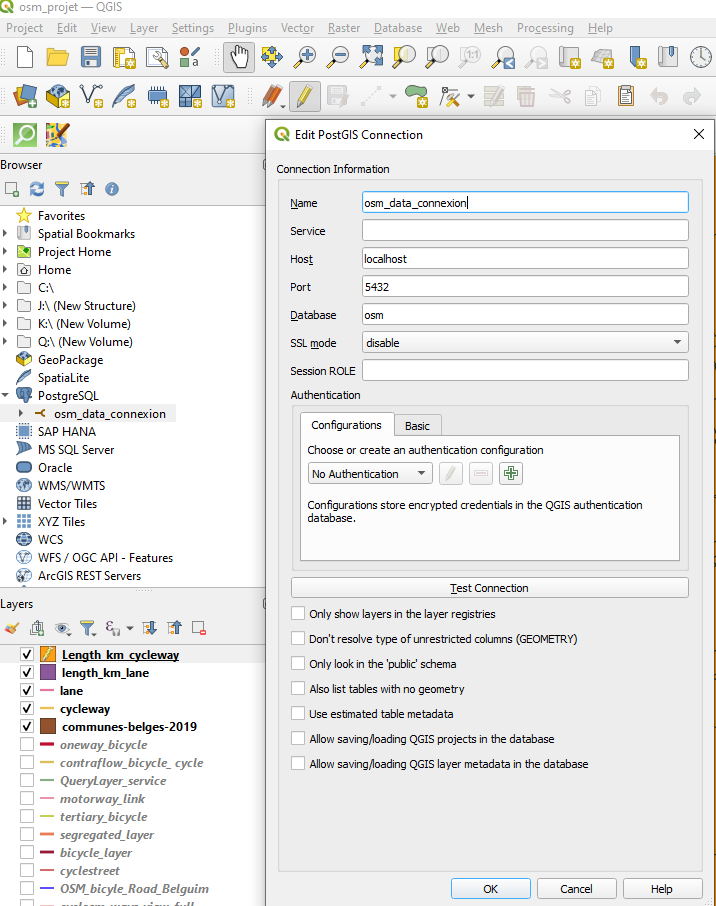 osm_projet — QGIS
Project Edit View Layer Settings Plugins Vector Raster Database Web Mesh Processing Help
1:1
Edit PostGIS Connection
Browser
Connection Information
Favorites
Spatial Bookmarks
Project Home
Home
C:\
J:\ (New Structure)
K:\ (New Volume)
Q:\ (New Volume)
GeoPackage
SpatiaLite
PostgreSQL
osm_data_connexion
SAP HANA
MS SQL Server
Oracle
WMS/WMTS
Vector Tiles
XYZ Tiles
WCS
WFS / OGC API - Features
ArcGIS REST Servers
Name osm_data_connexion
Service
Host localhost
Port 5432
Database osm
SSL mode disable
Session ROLE
Authentication
Configurations Basic
Choose or create an authentication configuration
No Authentication
Configurations store encrypted credentials in the QGIS authentication
database.
Test Connection
Only show layers in the layer registries
Don't resolve type of unrestricted columns (GEOMETRY)
Only look in the 'public' schema
Also list tables with no geometry
Use estimated table metadata
Allow saving/loading QGIS projects in the database
Allow saving/loading QGIS layer metadata in the database
OK Cancel Help
Layers
Length_km_cycleway
length_km_lane
lane
cycleway
communes-belges-2019
oneway_bicycle
contraflow_bicycle_ cycle
QueryLayer_service
motorway_link
tertiary_bicycle
segregated_layer
bicycle_layer
cyclestreet
OSM_bicyle_Road_Belguim